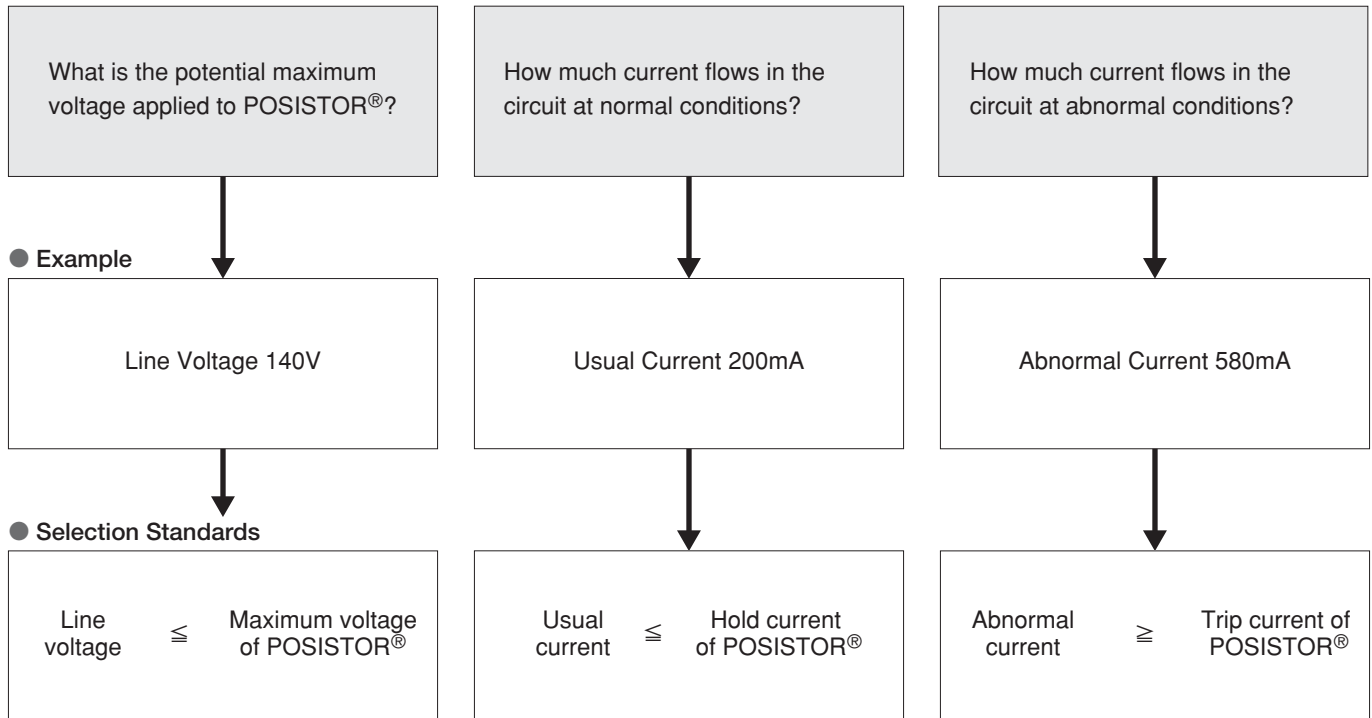 What is the potential maximum
voltage applied to POSISTOR®?
How much current flows in the
circuit at normal conditions?
How much current flows in the
circuit at abnormal conditions?
● Example
Line Voltage 140V
Usual Current 200mA
Abnormal Current 580mA
● Selection Standards
Line voltage ≦ Maximum voltage of POSISTOR®
Usual current ≦ Hold current of POSISTOR®
Abnormal current ≧ Trip current of POSISTOR®